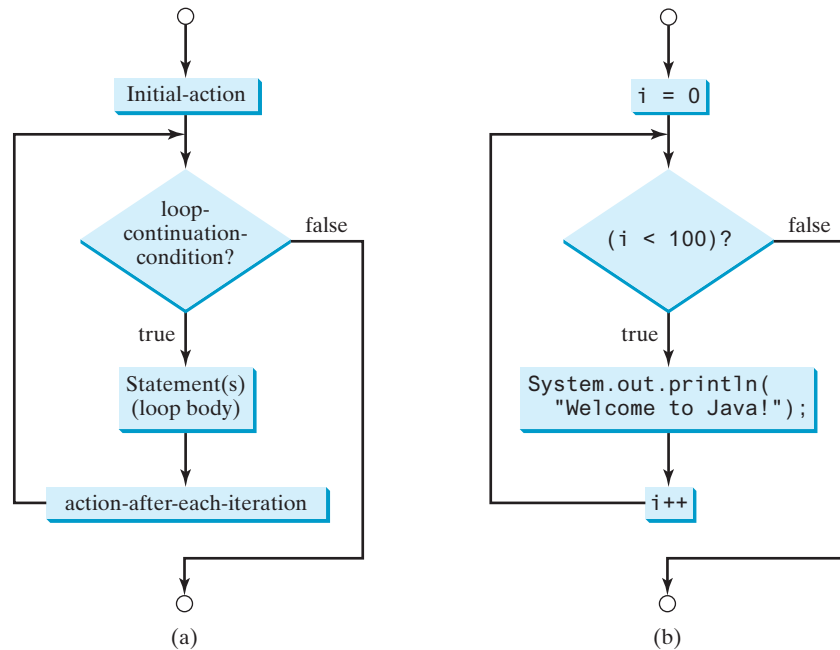 Initial-action
loop-
continuation-
condition?
false
true
Statement(s)
(loop body)
action-after-each-iteration
(a)
i = 0
(i < 100)?
false
true
System.out.println(
"Welcome to Java!");
i++
(b)